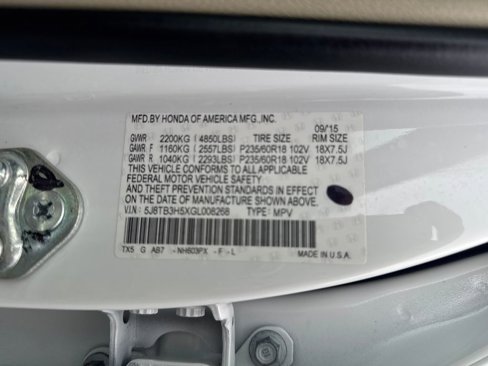 MFD.BY HONDA OF AMERICA MFG.,INC.
09/15
GVWR 2200KG ( 4850LBS) TIRE SIZE RIM SIZE
GAWR F 1160KG ( 2557LBS) P235/60R18 102V 18X7.5J
GAWR R 1040KG ( 2293LBS) P235/60R18 102V 18X7.5J
THIS VEHICLE CONFORMS TO ALL APPLICABLE
FEDERAL MOTOR VEHICLE SAFETY AND
THEFT PREVENTION STANDARDS IN EFFECT
ON THE DATE OF MANUFACTURE SHOWN ABOVE.
V.I.N.: 5J8TB3H5XGL008268 TYPE: MPV
TX5 G AB7 -NH603PX -F -L MADE IN U.S.A.